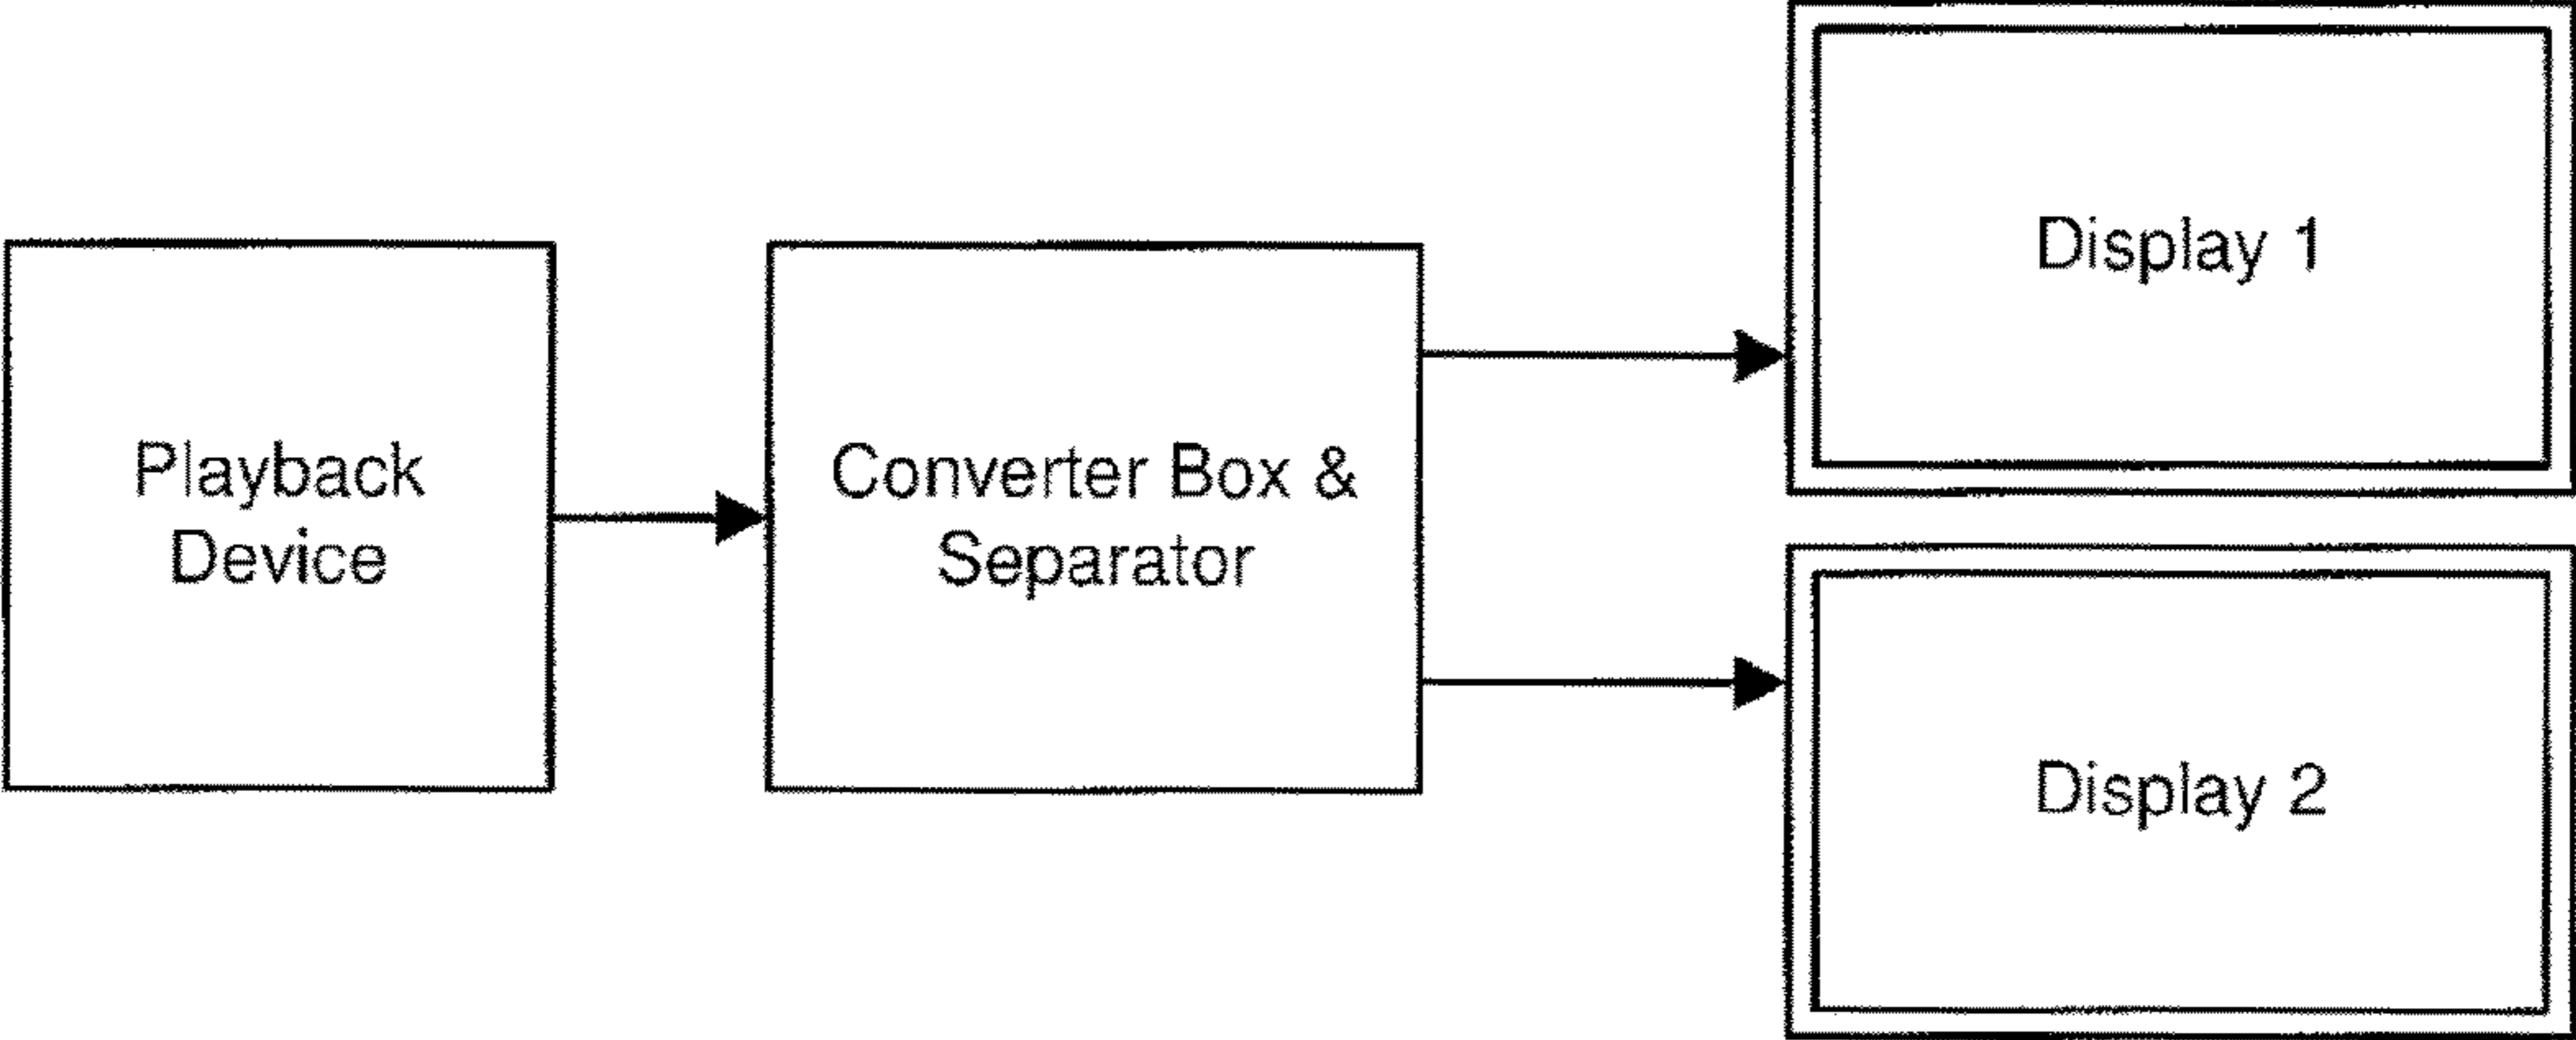 Display 1
Playback
Device
Converter Box &
Separator
Display 2